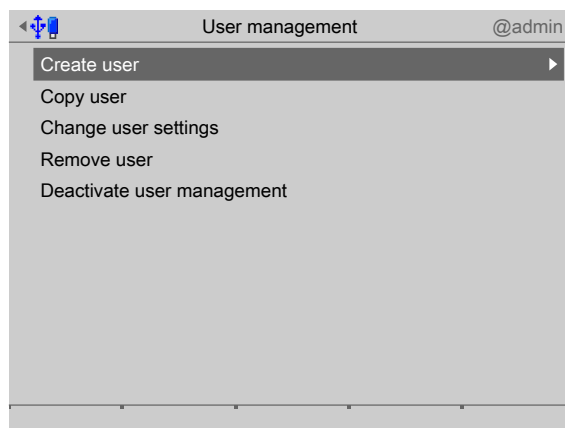 User management @admin
Create user
Copy user
Change user settings
Remove user
Deactivate user management